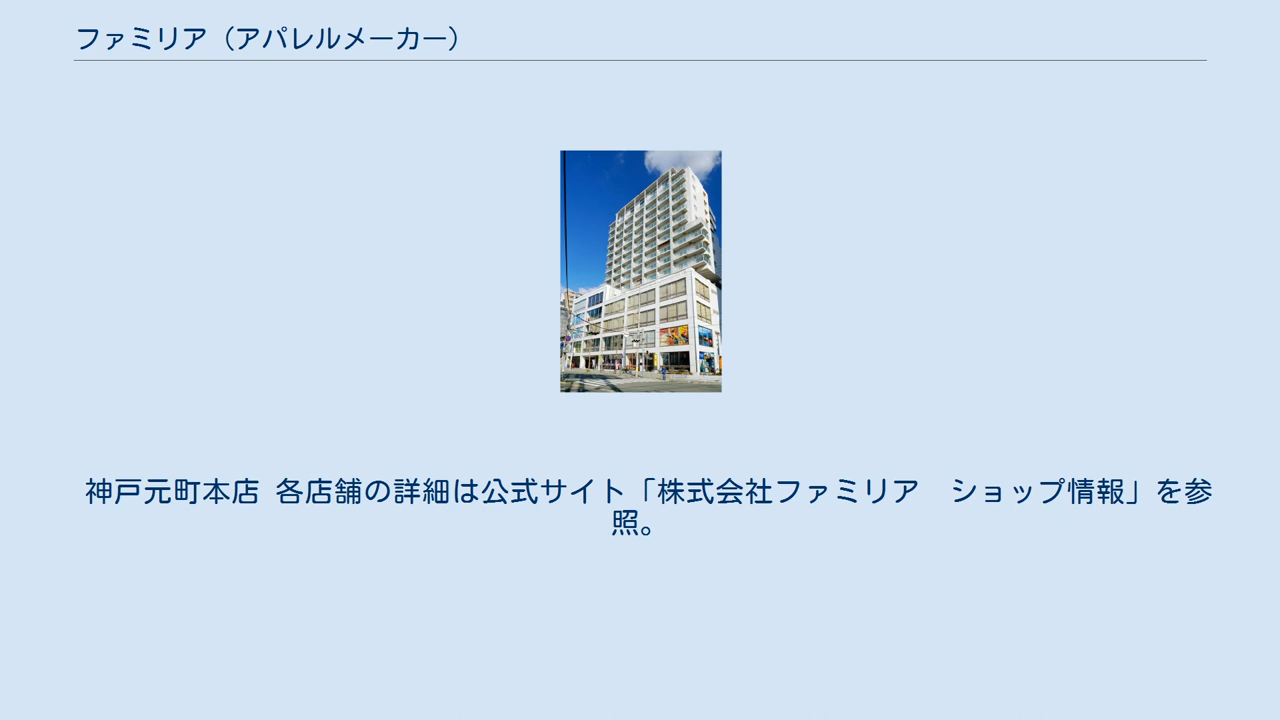 ファミリア（アパレルメーカー）
神戸元町本店 各店舗の詳細は公式サイト「株式会社ファミリア　ショップ情報」を参
照。